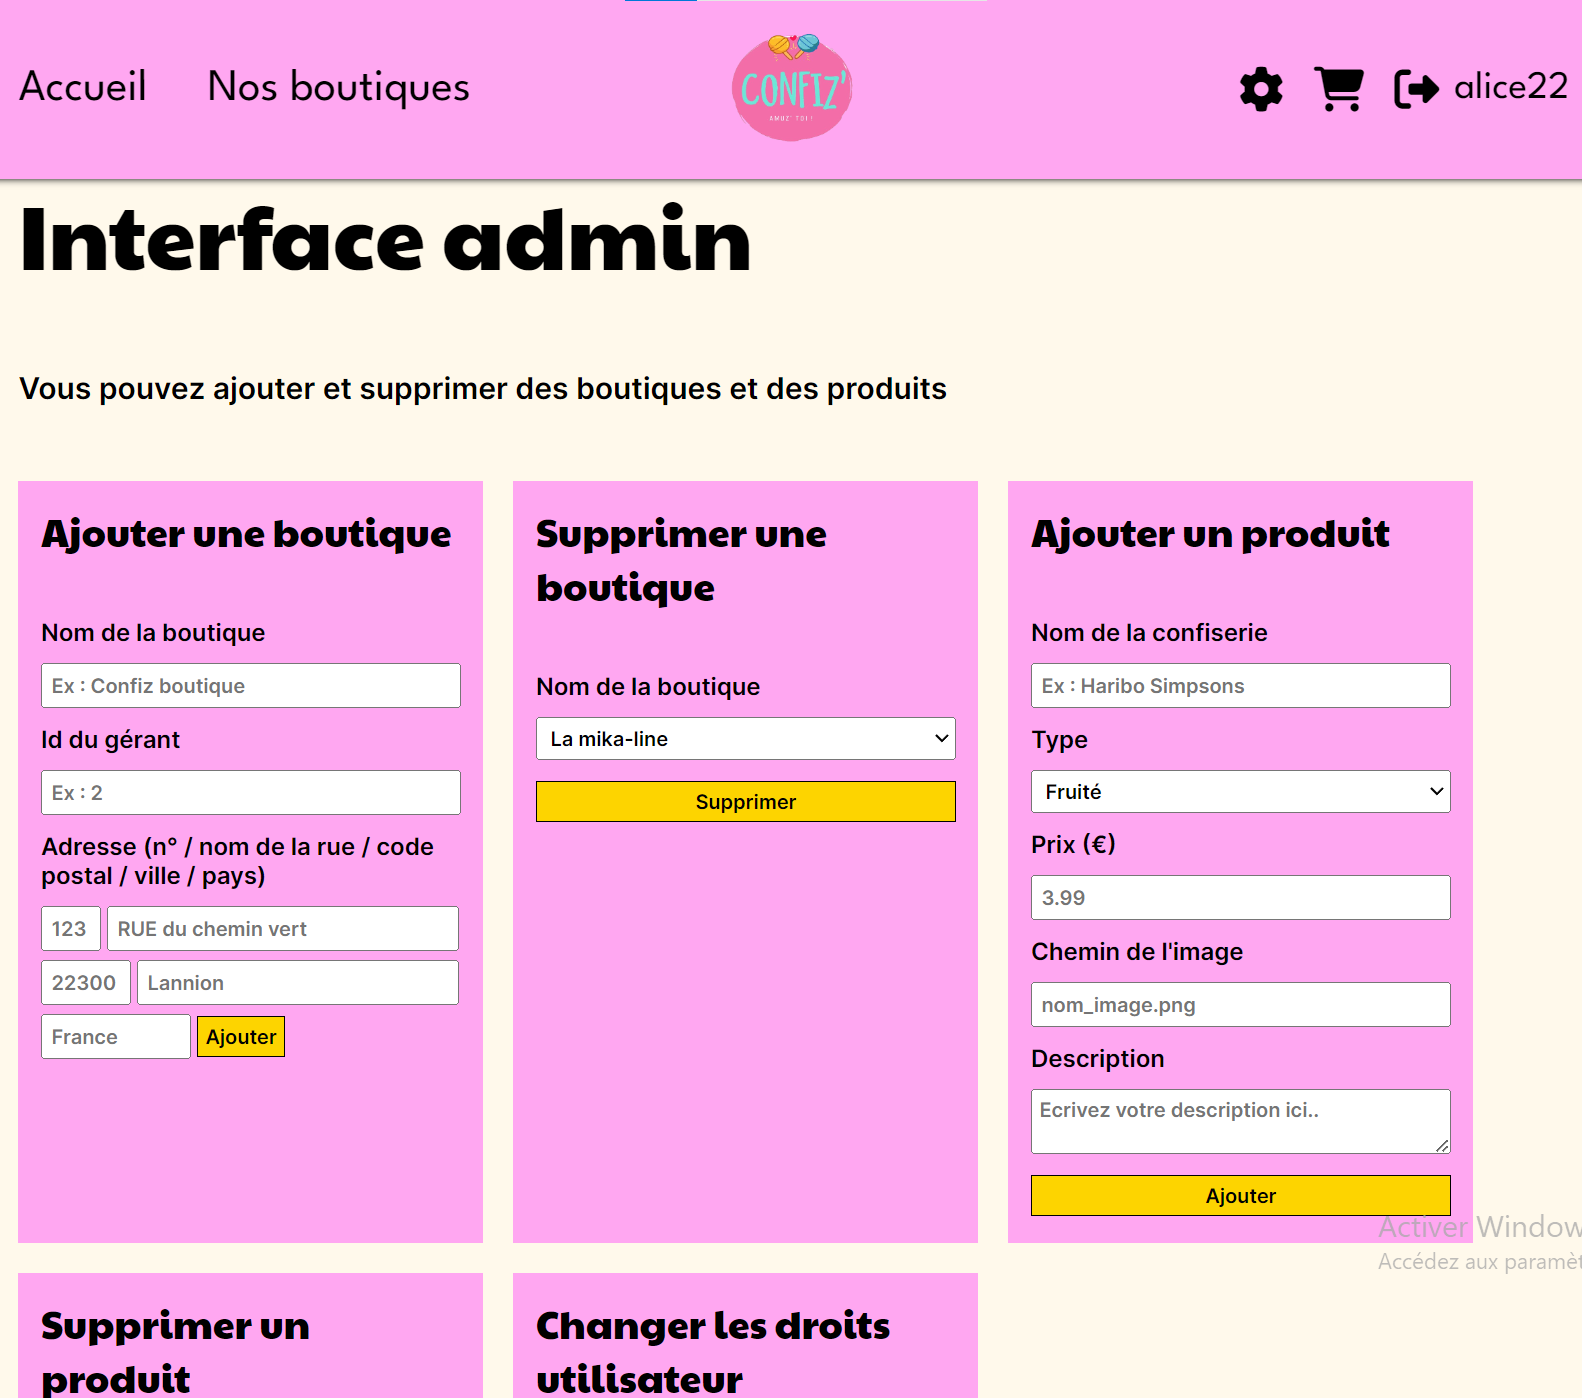 Accueil
Nos boutiques
CONFIZ'
AMUZ' TOI !
alice22
Interface admin
Vous pouvez ajouter et supprimer des boutiques et des produits
Ajouter une boutique
Nom de la boutique
Ex : Confiz boutique
Id du gérant
Ex : 2
Adresse (n° / nom de la rue / code
postal / ville / pays)
123
RUE du chemin vert
22300
Lannion
France
Ajouter
Supprimer une
boutique
Nom de la boutique
La mika-line
Supprimer
Ajouter un produit
Nom de la confiserie
Ex : Haribo Simpsons
Type
Fruité
Prix (€)
3.99
Chemin de l'image
nom_image.png
Description
Ecrivez votre description ici..
Ajouter
Activer Window
Accédez aux paramèt
Supprimer un
produit
Changer les droits
utilisateur